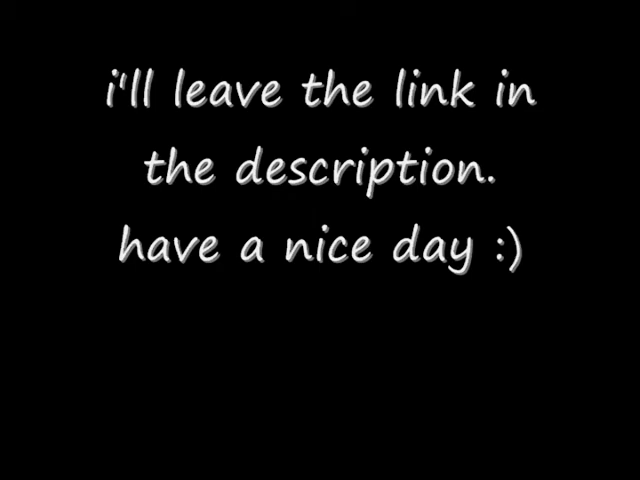 i'll leave the link in
the description.
have a nice day :)